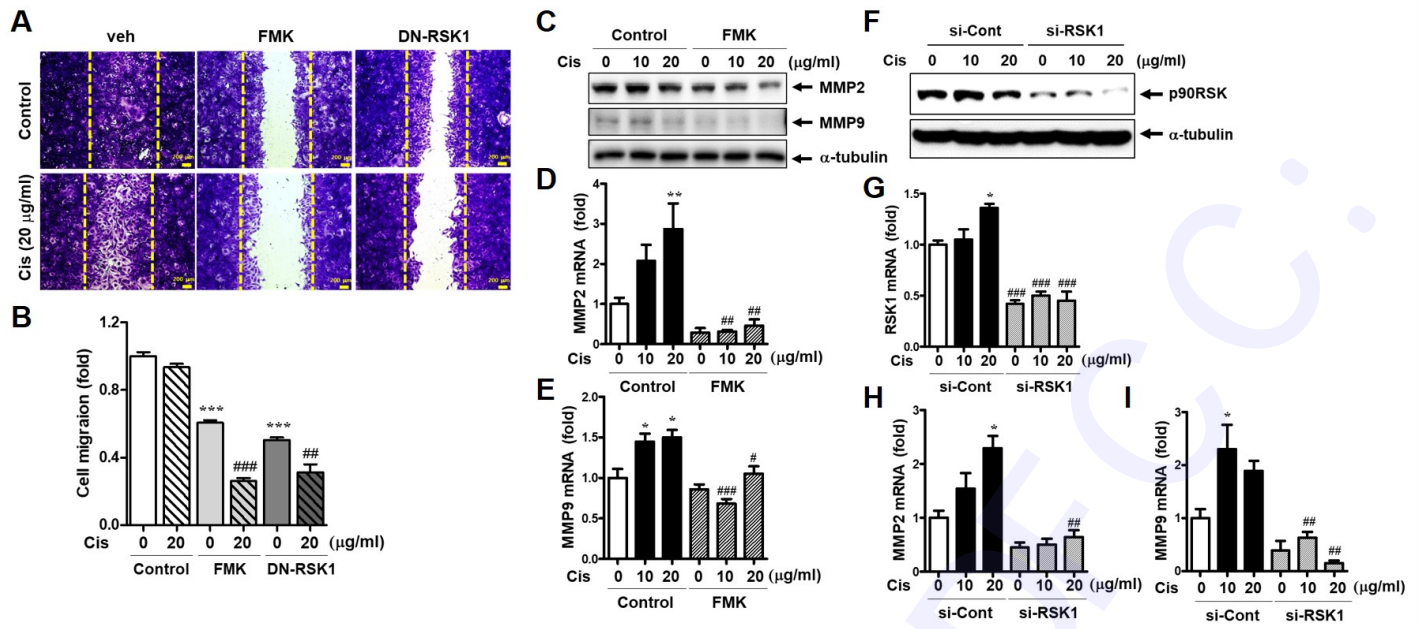 A
veh FMK DN-RSK1
Control
200 µm 200 µm 200 µm
Cis (20 µg/ml)
200 µm 200 µm 200 µm
B
Cell migraion (fold)
1.2
0.8
0.4
0.0
*** ### *** ##
Cis 0 20 0 20 0 20 (µg/ml)
Control FMK DN-RSK1
C
Control FMK
Cis 0 10 20 0 10 20 (µg/ml)
MMP2
MMP9
α-tubulin
D
MMP2 mRNA (fold)
4
3
2
1
0
** ## ##
Cis 0 10 20 0 10 20 (µg/ml)
Control FMK
E
MMP9 mRNA (fold)
2.0
1.5
1.0
0.5
0.0
* * ### #
Cis 0 10 20 0 10 20 (µg/ml)
Control FMK
F
si-Cont si-RSK1
Cis 0 10 20 0 10 20 (µg/ml)
p90RSK
α-tubulin
G
RSK1 mRNA (fold)
1.5
1.0
0.5
0.0
* ### ### ###
Cis 0 10 20 0 10 20 (µg/ml)
si-Cont si-RSK1
H
MMP2 mRNA (fold)
3
2
1
0
* ##
Cis 0 10 20 0 10 20 (µg/ml)
si-Cont si-RSK1
I
MMP9 mRNA (fold)
3
2
1
0
* ## ##
Cis 0 10 20 0 10 20 (µg/ml)
si-Cont si-RSK1